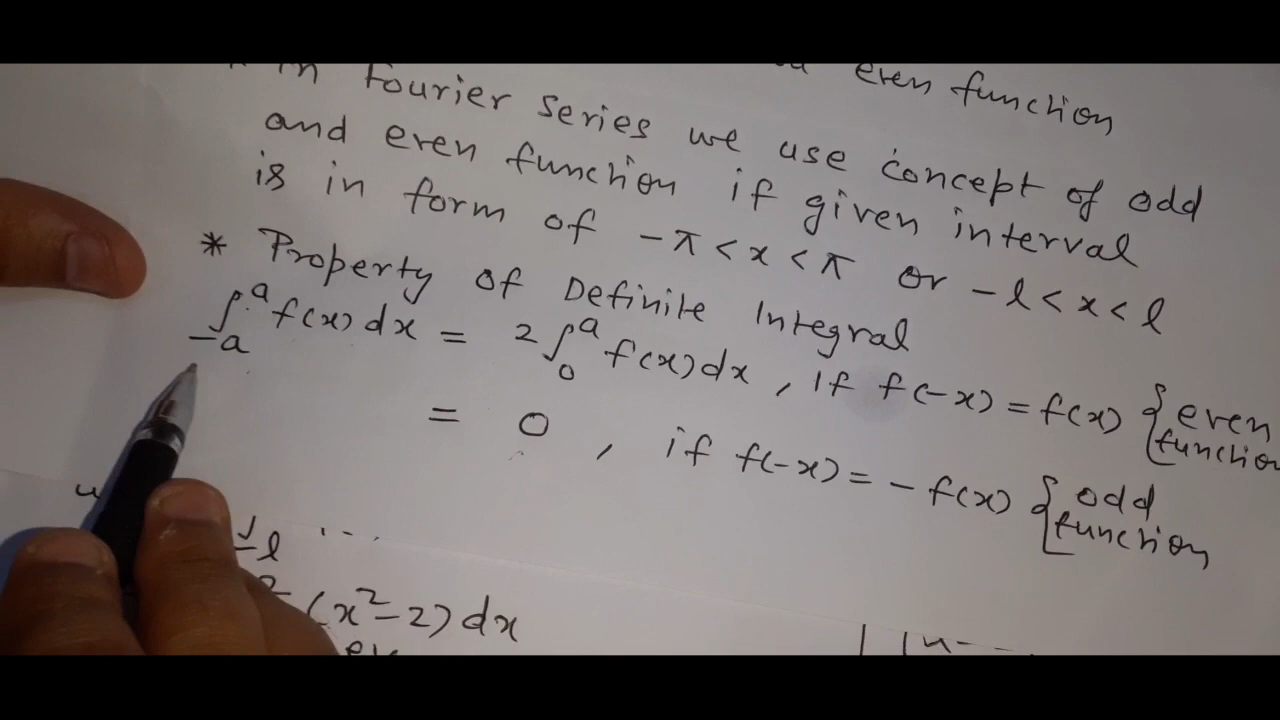 even function
in Fourier series we use concept of odd
and even function if given interval
is in form of -π<x<π or -l<x<l
* Property of Definite Integral
∫_{-a}^{a} f(x) dx = 2∫_0^a f(x) dx , if f(-x) = f(x) { even function
= 0 , if f(-x) = - f(x) { odd function
-l
2 (x²-2) dx